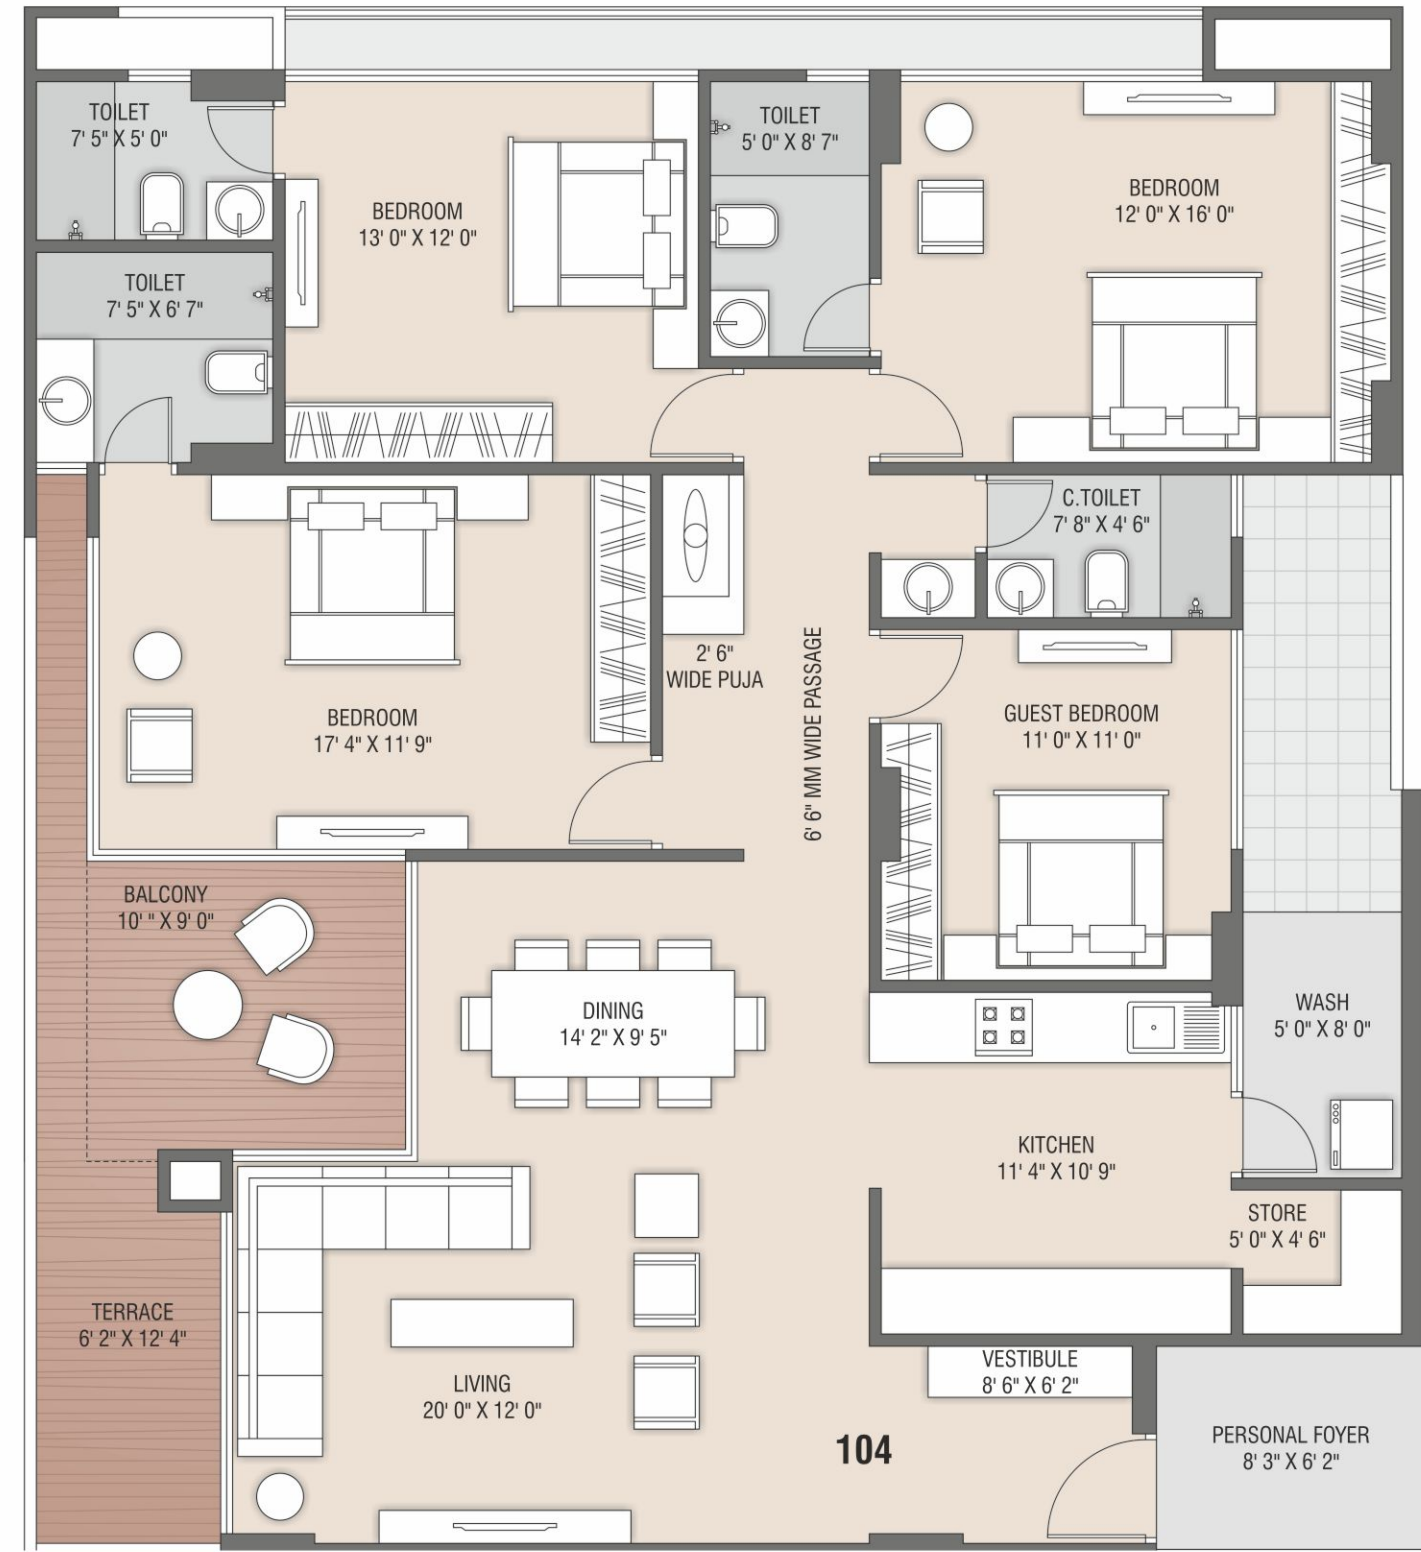 TOILET
7' 5" X 5' 0"
TOILET
5' 0" X 8' 7"
BEDROOM
13' 0" X 12' 0"
BEDROOM
12' 0" X 16' 0"
TOILET
7' 5" X 6' 7"
C.TOILET
7' 8" X 4' 6"
2' 6"
WIDE PUJA
6' 6" MM WIDE PASSAGE
BEDROOM
17' 4" X 11' 9"
GUEST BEDROOM
11' 0" X 11' 0"
BALCONY
10' " X 9' 0"
DINING
14' 2" X 9' 5"
WASH
5' 0" X 8' 0"
KITCHEN
11' 4" X 10' 9"
STORE
5' 0" X 4' 6"
TERRACE
6' 2" X 12' 4"
LIVING
20' 0" X 12' 0"
VESTIBULE
8' 6" X 6' 2"
104
PERSONAL FOYER
8' 3" X 6' 2"